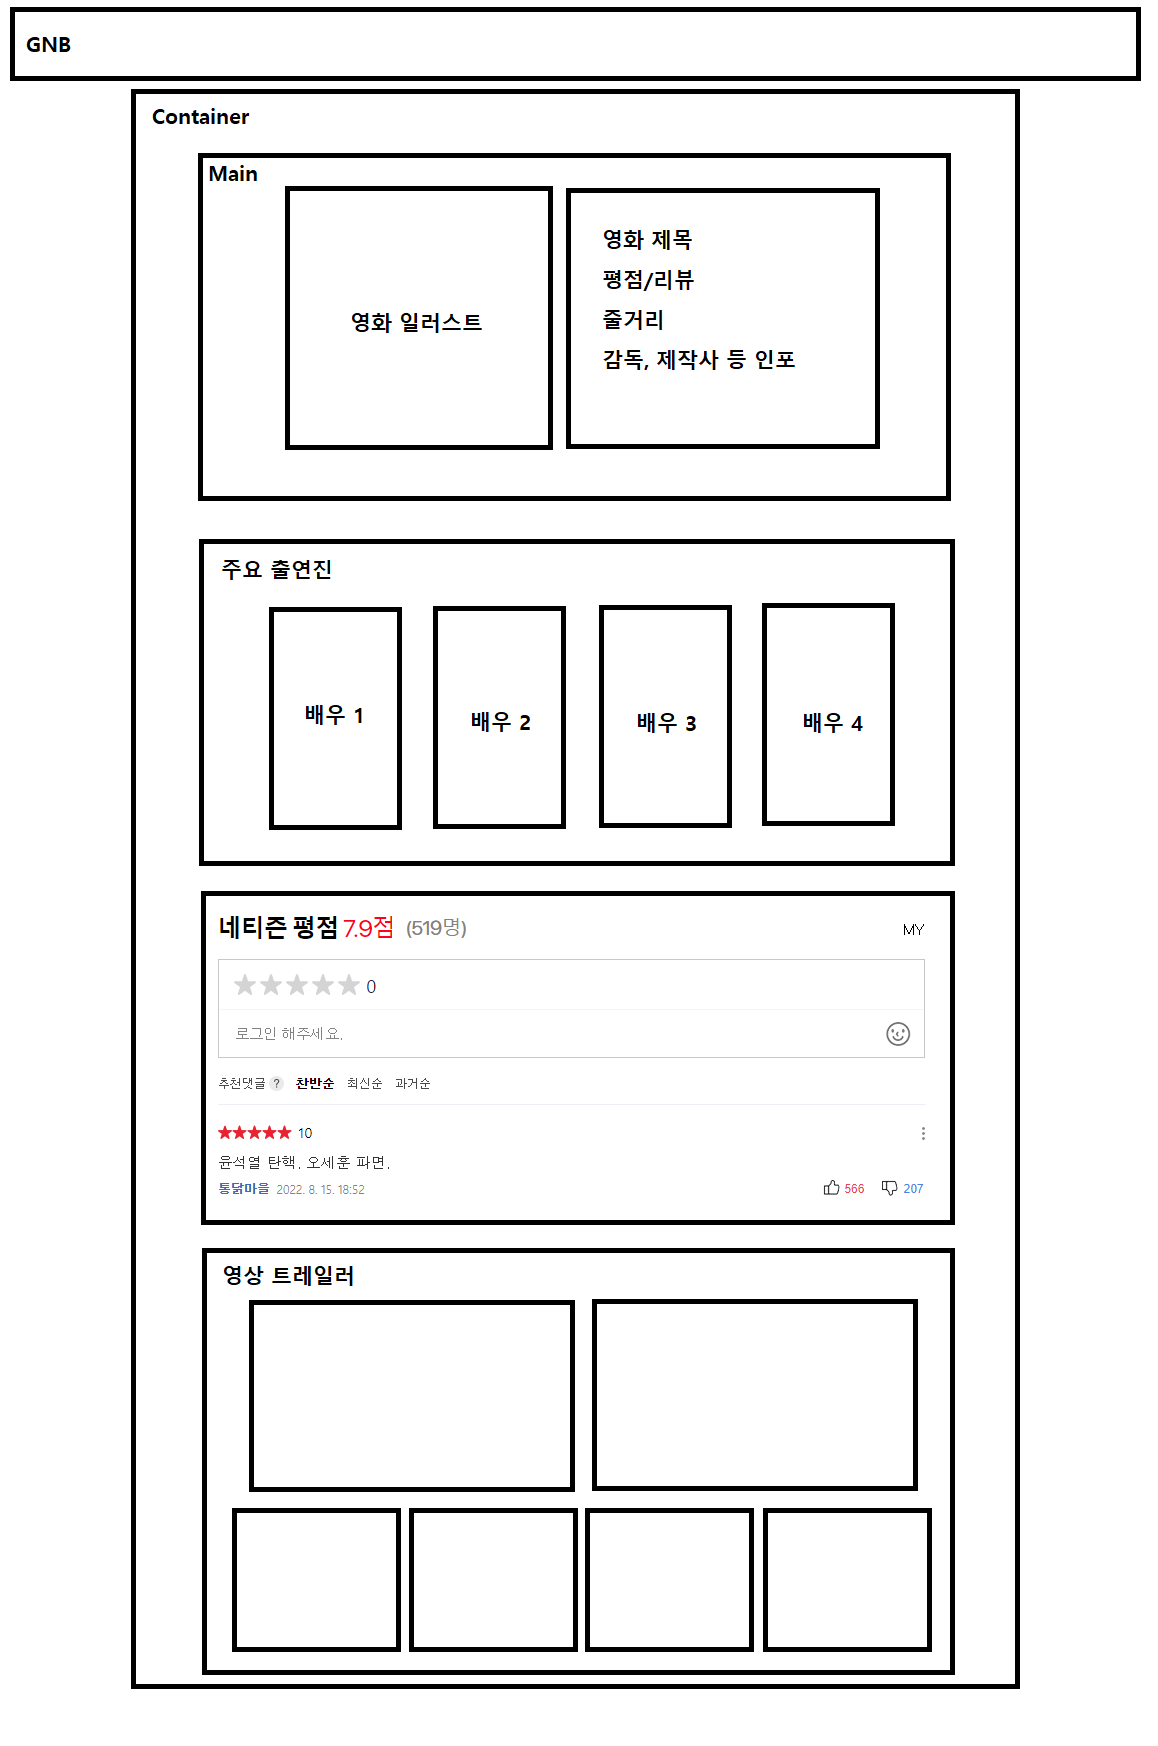 GNB
Container
Main
영화 일러스트
영화 제목
평점/리뷰
줄거리
감독, 제작사 등 인포
주요 출연진
배우 1
배우 2
배우 3
배우 4
네티즌 평점 7.9점 (519명)
MY
0
로그인 해주세요.
추천댓글 ? 찬반순 최신순 과거순
10
윤석열 탄핵. 오세훈 파면.
통닭마을 2022. 8. 15. 18:52
566 207
영상 트레일러